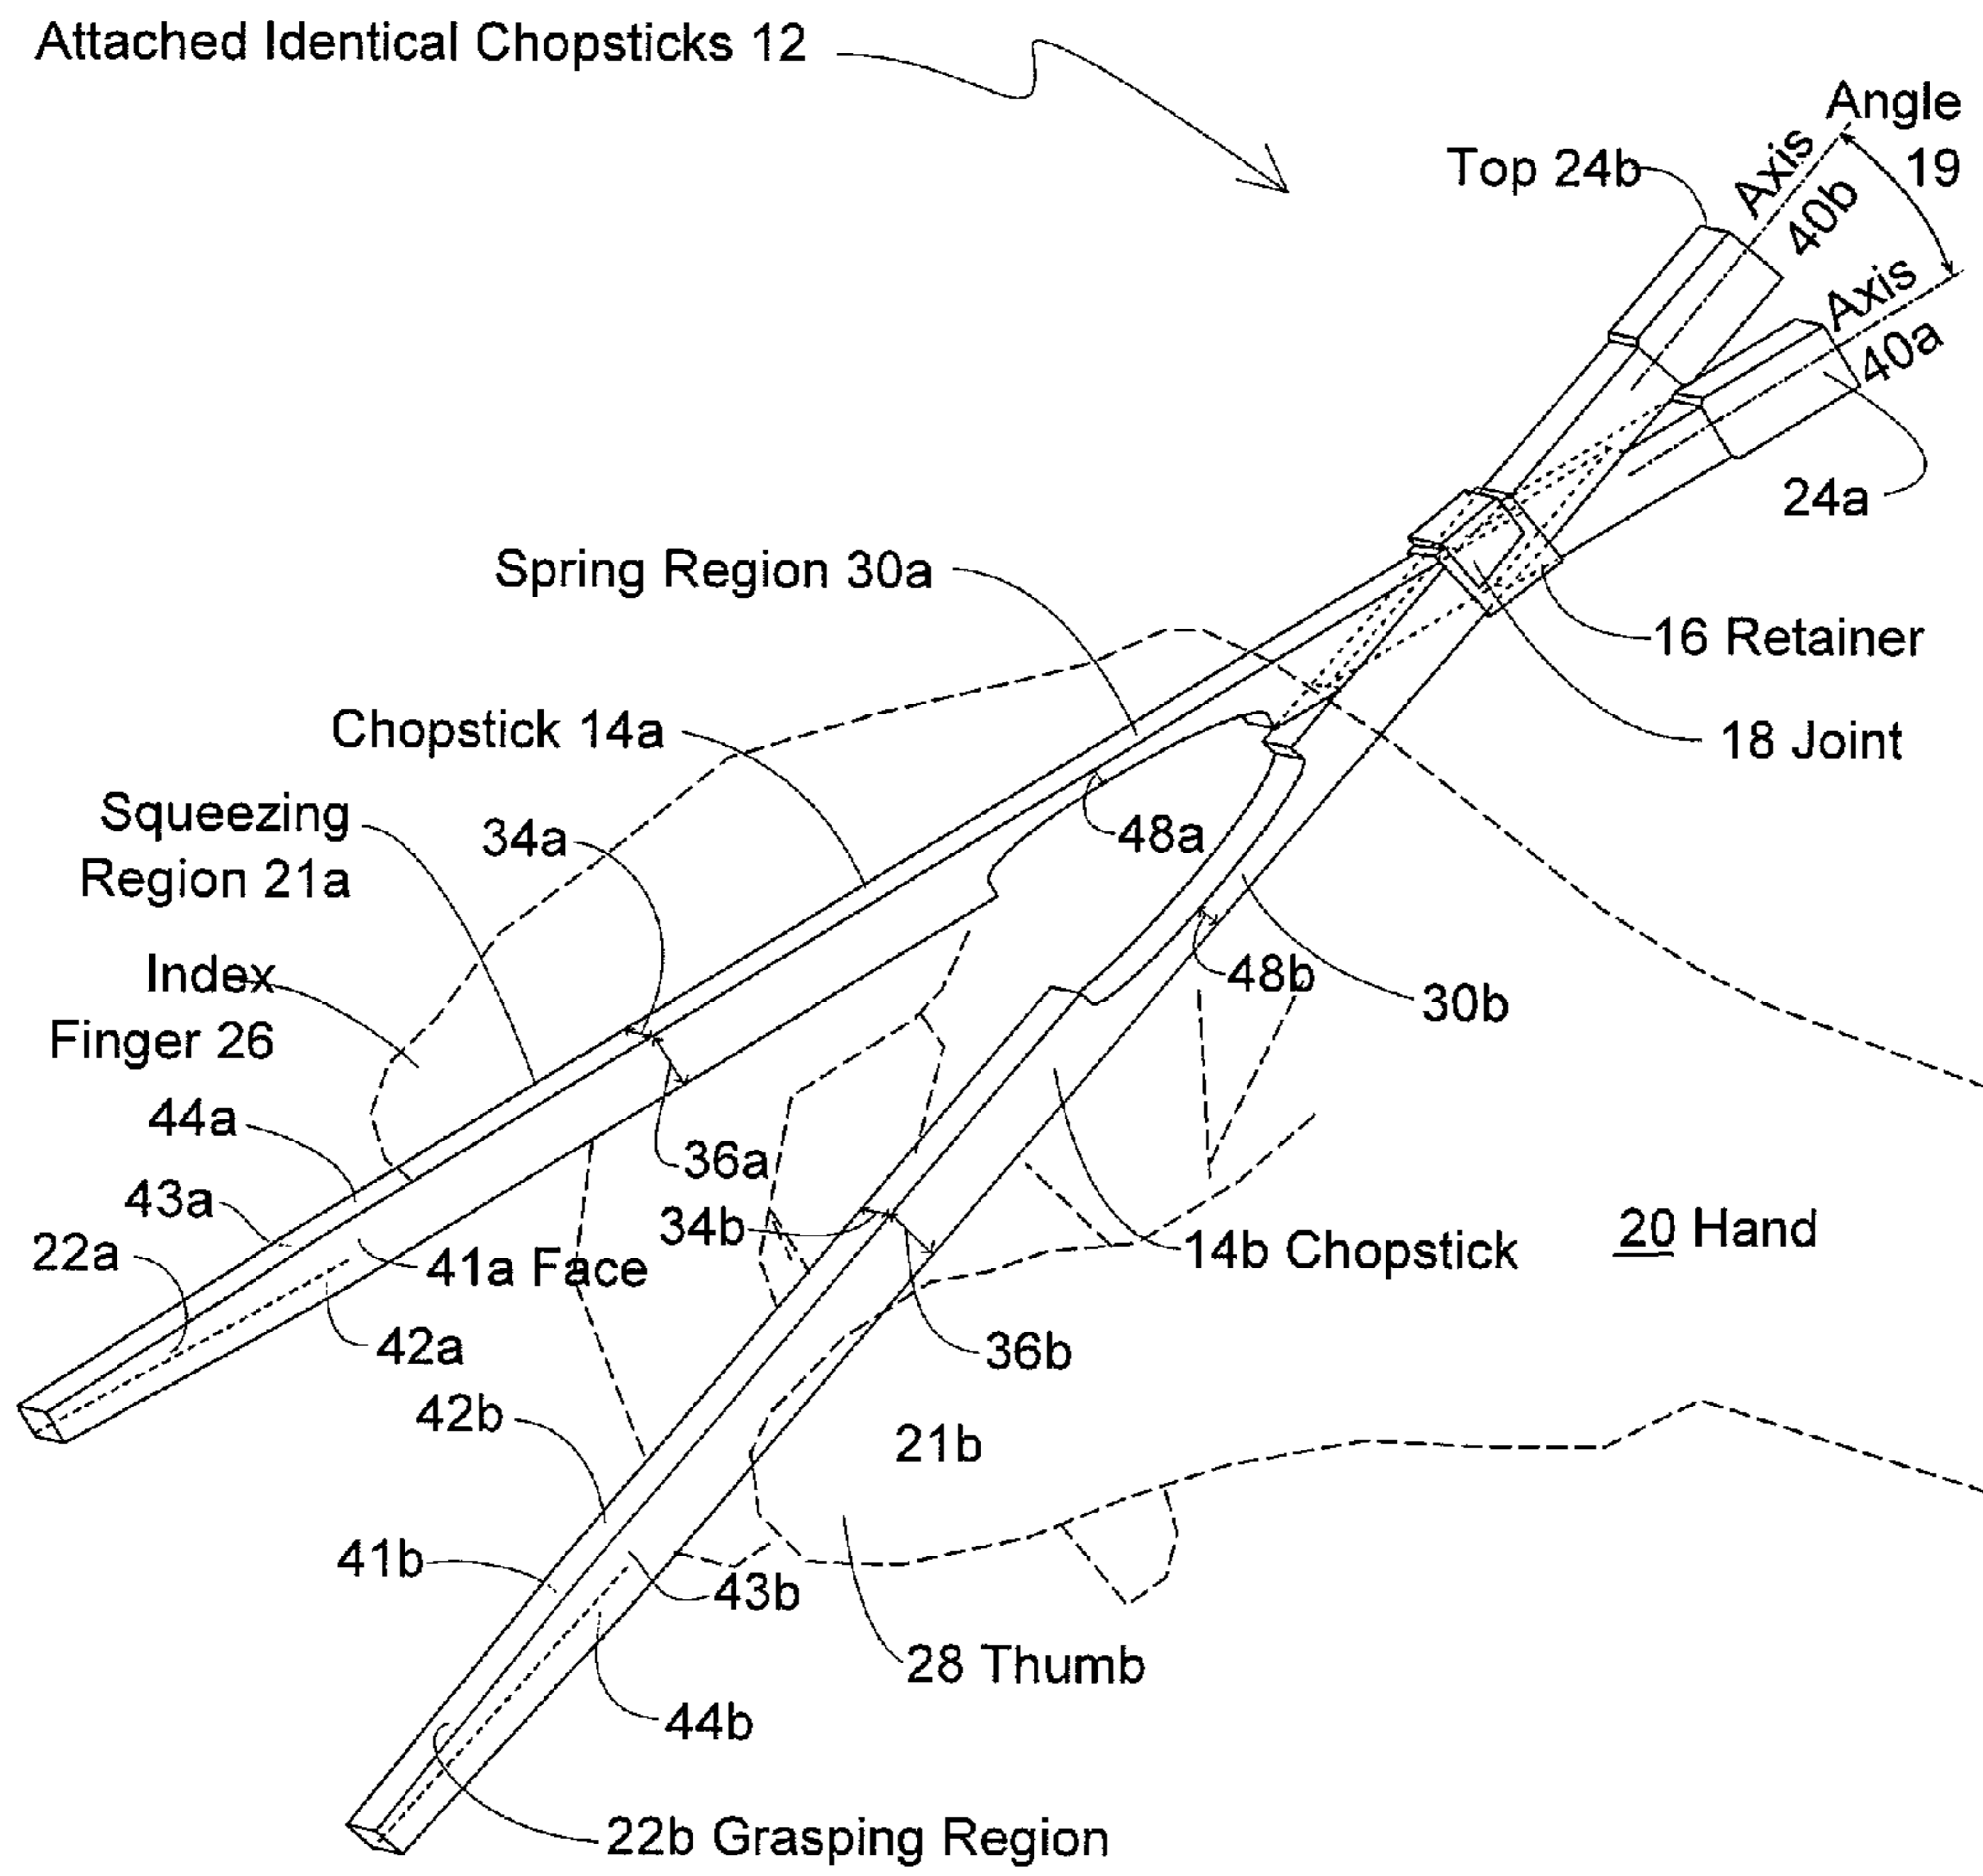 Attached Identical Chopsticks 12
Angle
19
Top 24b
Axis
40b
Axis
40a
24a
Spring Region 30a
16 Retainer
Chopstick 14a
18 Joint
Squeezing
Region 21a
34a
48a
Index
Finger 26
48b
30b
44a
36a
43a
34b
14b Chopstick
20 Hand
22a
41a Face
42a
36b
42b
21b
41b
43b
28 Thumb
44b
22b Grasping Region